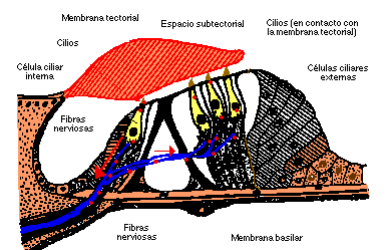 Membrana tectorial
Espacio subtectorial
Cilios (en contacto con
la membrana tectorial)
Cilios
Célula ciliar
interna
Células ciliares
externas
Fibras
nerviosas
Fibras
nerviosas
Membrana basilar